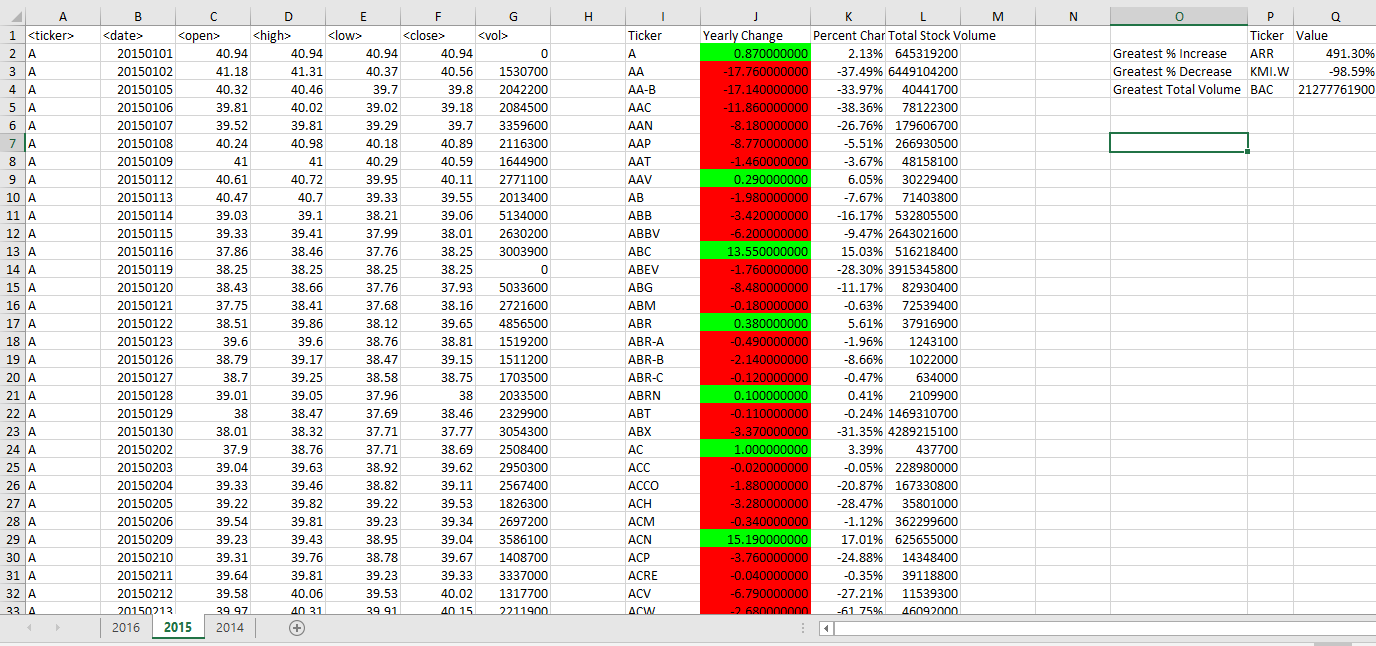 A B C D E F G H I J K L M N O P Q
1 <ticker> <date> <open> <high> <low> <close> <vol> Ticker Yearly Change Percent Char Total Stock Volume Ticker Value
2 A 20150101 40.94 40.94 40.94 40.94 0 A 0.870000000 2.13% 645319200 Greatest % Increase ARR 491.30%
3 A 20150102 41.18 41.31 40.37 40.56 1530700 AA -17.760000000 -37.49% 6449104200 Greatest % Decrease KMI.W -98.59%
4 A 20150105 40.32 40.46 39.7 39.8 2042200 AA-B -17.140000000 -33.97% 40441700 Greatest Total Volume BAC 21277761900
5 A 20150106 39.81 40.02 39.02 39.18 2084500 AAC -11.860000000 -38.36% 78122300
6 A 20150107 39.52 39.81 39.29 39.7 3359600 AAN -8.180000000 -26.76% 179606700
7 A 20150108 40.24 40.98 40.18 40.89 2116300 AAP -8.770000000 -5.51% 266930500
8 A 20150109 41 41 40.29 40.59 1644900 AAT -1.460000000 -3.67% 48158100
9 A 20150112 40.61 40.72 39.95 40.11 2771100 AAV 0.290000000 6.05% 30229400
10 A 20150113 40.47 40.7 39.33 39.55 2013400 AB -1.980000000 -7.67% 71403800
11 A 20150114 39.03 39.1 38.21 39.06 5134000 ABB -3.420000000 -16.17% 532805500
12 A 20150115 39.33 39.41 37.99 38.01 2630200 ABBV -6.200000000 -9.47% 2643021600
13 A 20150116 37.86 38.46 37.76 38.25 3003900 ABC 13.550000000 15.03% 516218400
14 A 20150119 38.25 38.25 38.25 38.25 0 ABEV -1.760000000 -28.30% 3915345800
15 A 20150120 38.43 38.66 37.76 37.93 5033600 ABG -8.480000000 -11.17% 82930400
16 A 20150121 37.75 38.41 37.68 38.16 2721600 ABM -0.180000000 -0.63% 72539400
17 A 20150122 38.51 39.86 38.12 39.65 4856500 ABR 0.380000000 5.61% 37916900
18 A 20150123 39.6 39.6 38.76 38.81 1519200 ABR-A -0.490000000 -1.96% 1243100
19 A 20150126 38.79 39.17 38.47 39.15 1511200 ABR-B -2.140000000 -8.66% 1022000
20 A 20150127 38.7 39.25 38.58 38.75 1703500 ABR-C -0.120000000 -0.47% 634000
21 A 20150128 39.01 39.05 37.96 38 2033500 ABRN 0.100000000 0.41% 2109900
22 A 20150129 38 38.47 37.69 38.46 2329900 ABT -0.110000000 -0.24% 1469310700
23 A 20150130 38.01 38.32 37.71 37.77 3054300 ABX -3.370000000 -31.35% 4289215100
24 A 20150202 37.9 38.76 37.71 38.69 2508400 AC 1.000000000 3.39% 437700
25 A 20150203 39.04 39.63 38.92 39.62 2950300 ACC -0.020000000 -0.05% 228980000
26 A 20150204 39.33 39.46 38.82 39.11 2567400 ACCO -1.880000000 -20.87% 167330800
27 A 20150205 39.22 39.82 39.22 39.53 1826300 ACH -3.280000000 -28.47% 35801000
28 A 20150206 39.54 39.81 39.23 39.34 2697200 ACM -0.340000000 -1.12% 362299600
29 A 20150209 39.23 39.43 38.95 39.04 3586100 ACN 15.190000000 17.01% 625655000
30 A 20150210 39.31 39.76 38.78 39.67 1408700 ACP -3.760000000 -24.88% 14348400
31 A 20150211 39.64 39.81 39.23 39.33 3337000 ACRE -0.040000000 -0.35% 39118800
32 A 20150212 39.58 40.06 39.53 40.02 1317700 ACV -6.790000000 -27.21% 11539300
33 A 20150213 39.97 40.31 39.91 40.15 2211900 ACW -2.680000000 -61.75% 46092000
2016 2015 2014